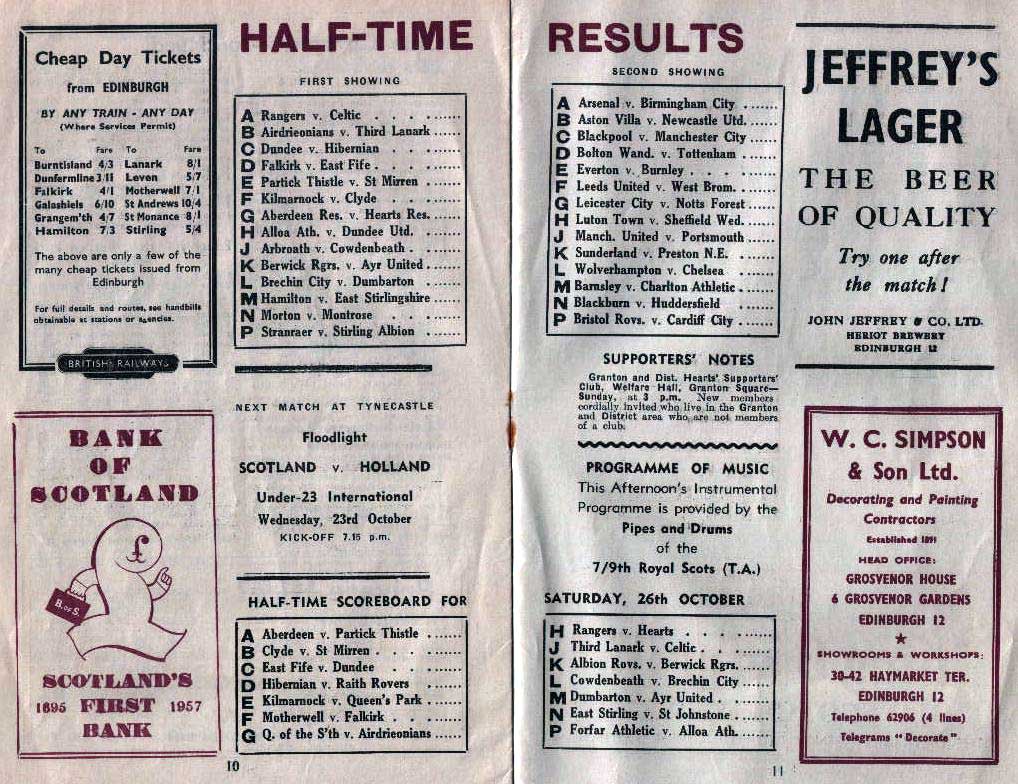 Cheap Day Tickets
from EDINBURGH
BY ANY TRAIN - ANY DAY
(Where Services Permit)
To Fare To Fare
Burntisland 4/3 Lanark 8/1
Dunfermline 3/11 Leven 5/7
Falkirk 4/1 Motherwell 7/1
Galashiels 6/10 St Andrews 10/4
Grangem'th 4/7 St Monance 8/1
Hamilton 7/3 Stirling 5/4
The above are only a few of the
many cheap tickets issued from
Edinburgh
For full details and routes, see handbills
obtainable at stations or agencies.
BRITISH RAILWAYS
BANK
OF
SCOTLAND
£
B. of S.
SCOTLAND'S
1695 FIRST 1957
BANK
HALF-TIME RESULTS
FIRST SHOWING
A Rangers v. Celtic . . . ......
B Airdrieonians v. Third Lanark ......
C Dundee v. Hibernian . . . ......
D Falkirk v. East Fife . . . ......
E Partick Thistle v. St Mirren . ......
F Kilmarnock v. Clyde . . . ......
G Aberdeen Res. v. Hearts Res. ......
H Alloa Ath. v. Dundee Utd. . ......
J Arbroath v. Cowdenbeath . . ......
K Berwick Rgrs. v. Ayr United . ......
L Brechin City v. Dumbarton . ......
M Hamilton v. East Stirlingshire . ......
N Morton v. Montrose . . . ......
P Stranraer v. Stirling Albion . ......
NEXT MATCH AT TYNECASTLE
Floodlight
SCOTLAND v. HOLLAND
Under-23 International
Wednesday, 23rd October
KICK-OFF 7.15 p.m.
HALF-TIME SCOREBOARD FOR
A Aberdeen v. Partick Thistle . ......
B Clyde v. St Mirren . . . ......
C East Fife v. Dundee . . ......
D Hibernian v. Raith Rovers . ......
E Kilmarnock v. Queen's Park . ......
F Motherwell v. Falkirk . . ......
G Q. of the S'th v. Airdrieonians ......
10
SECOND SHOWING
A Arsenal v. Birmingham City . ......
B Aston Villa v. Newcastle Utd. ......
C Blackpool v. Manchester City . ......
D Bolton Wand. v. Tottenham . ......
E Everton v. Burnley . . . . ......
F Leeds United v. West Brom. . ......
G Leicester City v. Notts Forest . ......
H Luton Town v. Sheffield Wed. ......
J Manch. United v. Portsmouth ......
K Sunderland v. Preston N.E. . ......
L Wolverhampton v. Chelsea . ......
M Barnsley v. Charlton Athletic . ......
N Blackburn v. Huddersfield . ......
P Bristol Rovs. v. Cardiff City . ......
SUPPORTERS' NOTES
Granton and Dist. Hearts' Supporters'
Club, Welfare Hall, Granton Square—
Sunday, at 3 p.m. New members
cordially invited who live in the Granton
and District area who are not members
of a club.
PROGRAMME OF MUSIC
This Afternoon's Instrumental
Programme is provided by the
Pipes and Drums
of the
7/9th Royal Scots (T.A.)
SATURDAY, 26th OCTOBER
H Rangers v. Hearts . . . . ......
J Third Lanark v. Celtic . . ......
K Albion Rovs. v. Berwick Rgrs. ......
L Cowdenbeath v. Brechin City ......
M Dumbarton v. Ayr United . ......
N East Stirling v. St Johnstone . ......
P Forfar Athletic v. Alloa Ath. ......
11
JEFFREY'S
LAGER
THE BEER
OF QUALITY
Try one after
the match!
JOHN JEFFREY & CO. LTD.
HERIOT BREWERY
EDINBURGH 12
W. C. SIMPSON
& Son Ltd.
Decorating and Painting
Contractors
Established 1891
HEAD OFFICE:
GROSVENOR HOUSE
6 GROSVENOR GARDENS
EDINBURGH 12
★
SHOWROOMS & WORKSHOPS:
30-42 HAYMARKET TER.
EDINBURGH 12
Telephone 62906 (4 lines)
Telegrams "Decorate"